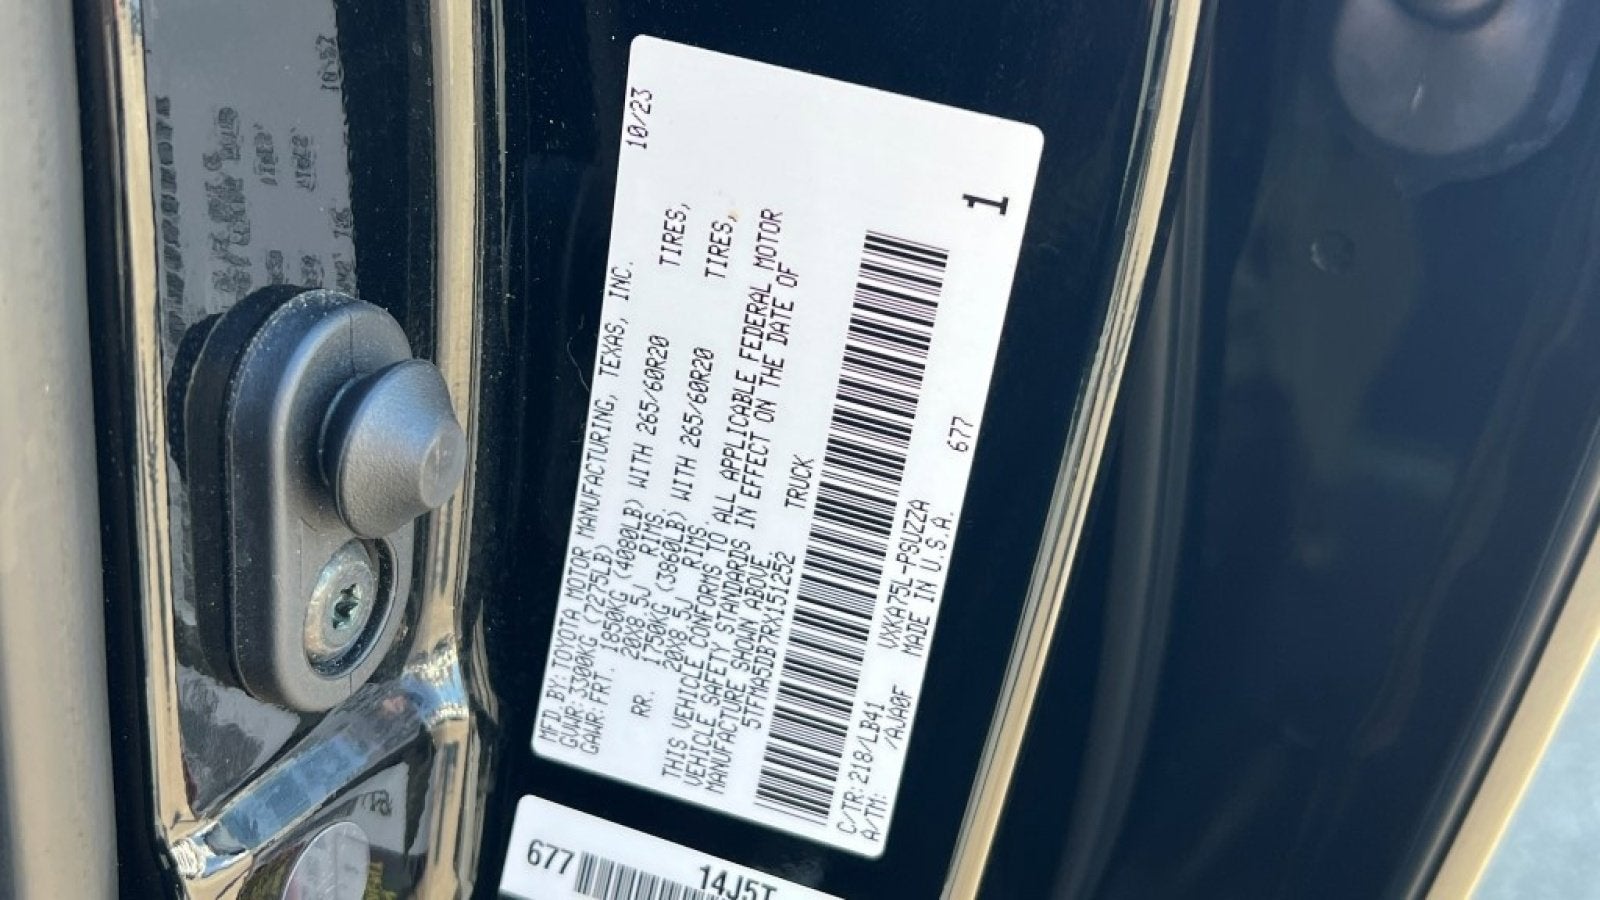 10/23
MFD.BY:TOYOTA MOTOR MANUFACTURING, TEXAS, INC.
GVWR:3300KG (7275LB)
GAWR:FRT. 1850KG (4080LB) WITH 265/60R20 TIRES,
20X8.5J RIMS.
RR. 1750KG (3860LB) WITH 265/60R20 TIRES,
20X8.5J RIMS.
THIS VEHICLE CONFORMS TO ALL APPLICABLE FEDERAL MOTOR
VEHICLE SAFETY STANDARDS IN EFFECT ON THE DATE OF
MANUFACTURE SHOWN ABOVE.
5TFMA5DB7RX151252 TRUCK
C/TR:218/LB41 VXKA75L-PSUZZA 677
A/TM: /AJA0F MADE IN U.S.A.
1
677 14J5T